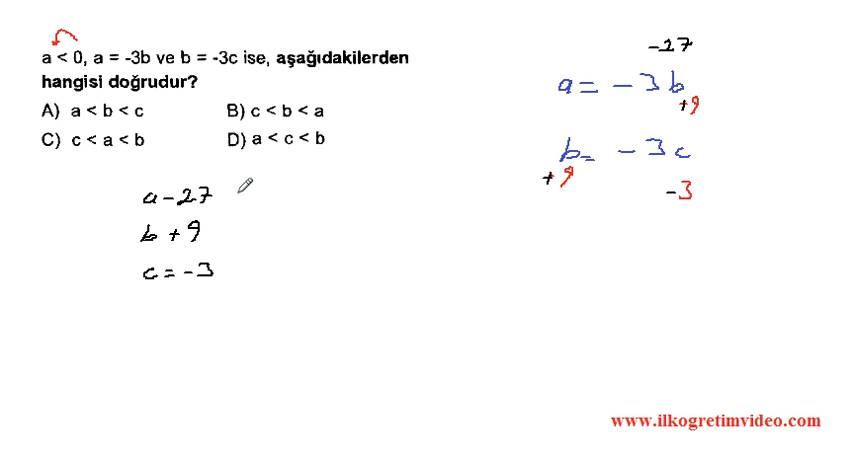 a < 0, a = -3b ve b = -3c ise, aşağıdakilerden
hangisi doğrudur?
A) a < b < c
B) c < b < a
C) c < a < b
D) a < c < b
-27
a = -3b
+9
b = -3c
+9
-3
a -27
b +9
c = -3
www.ilkogretimvideo.com